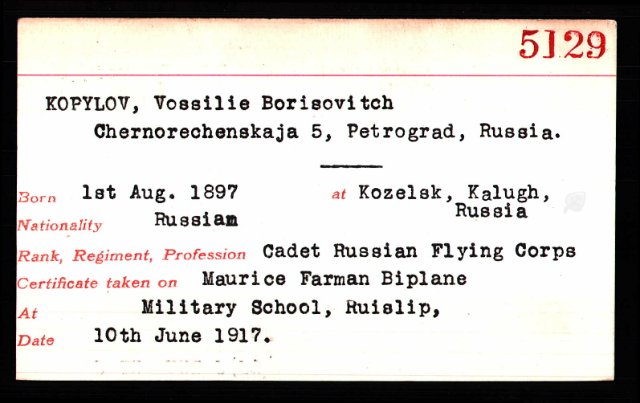 5129
KOPYLOV, Vossilie Borisovitch
Chernorechenskaja 5, Petrograd, Russia.
Born 1st Aug. 1897 at Kozelsk, Kalugh,
Russia
Nationality Russian
Rank, Regiment, Profession Cadet Russian Flying Corps
Certificate taken on Maurice Farman Biplane
At Military School, Ruislip,
Date 10th June 1917.